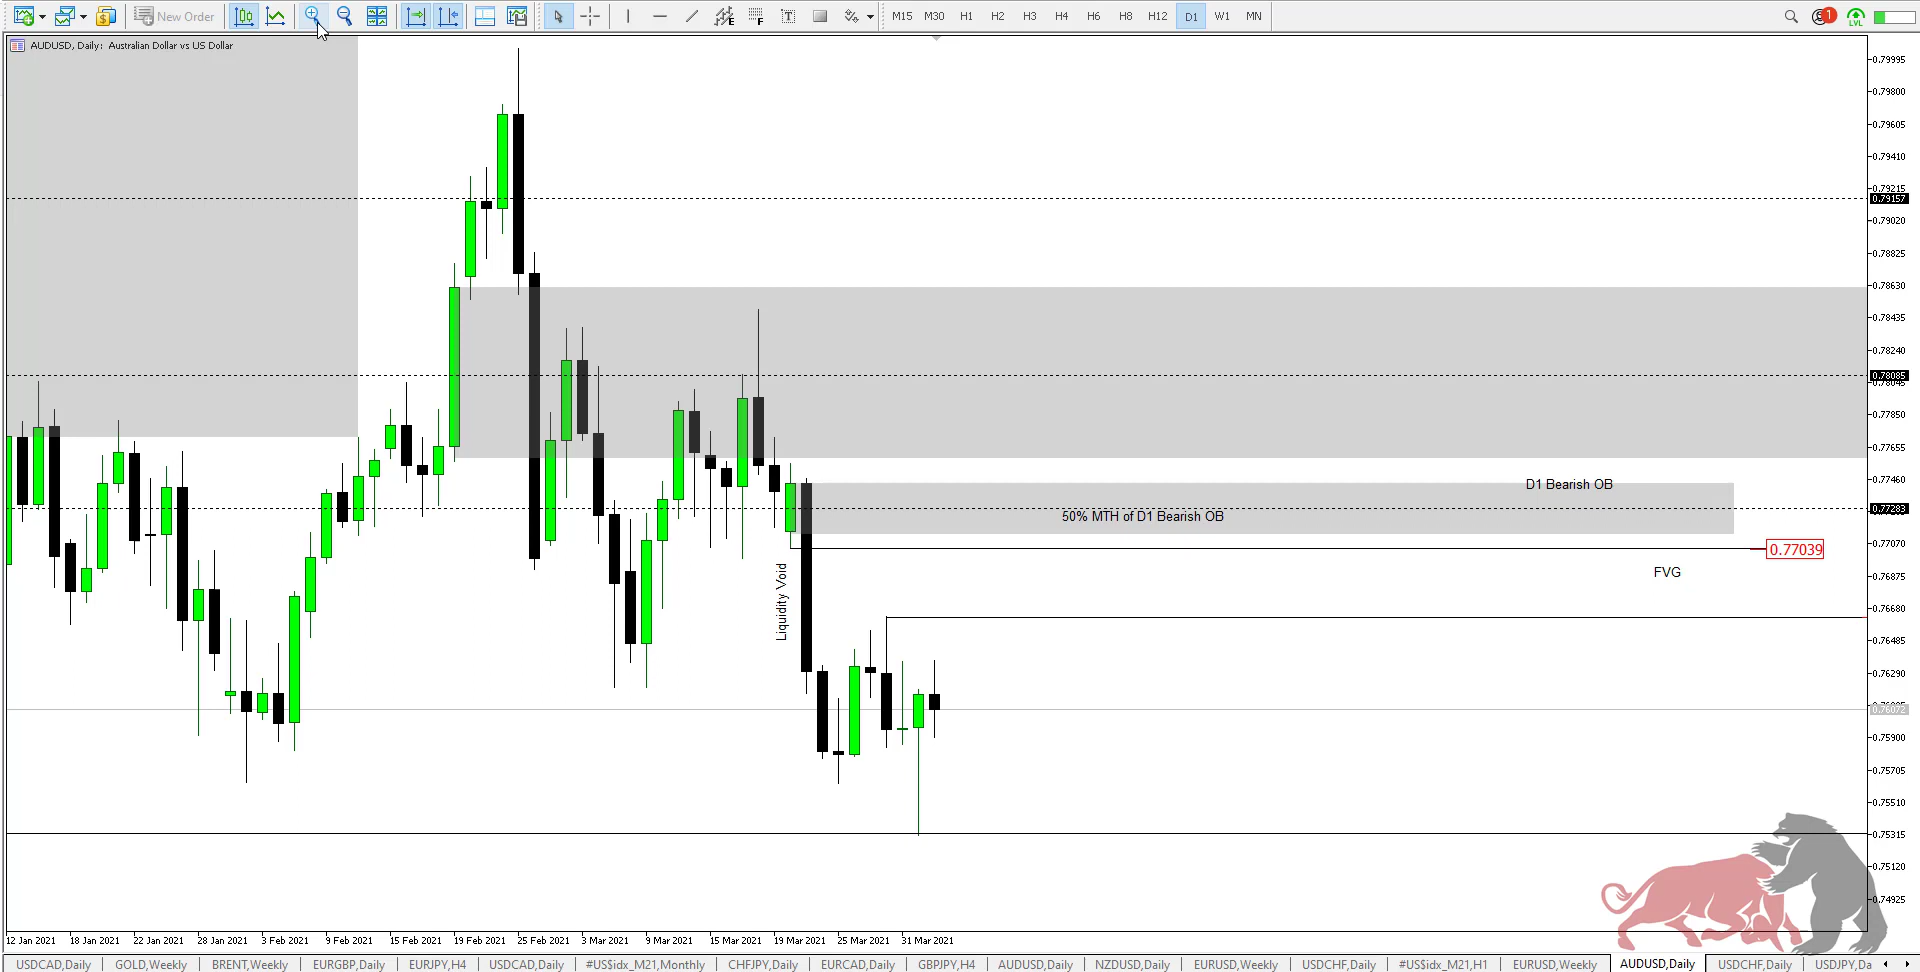 New Order
E
F
T
M15 M30 H1 H2 H3 H4 H6 H8 H12 D1 W1 MN
1
LVL
AUDUSD, Daily: Australian Dollar vs US Dollar
0.79995
0.79800
0.79605
0.79410
0.79215
0.79157
0.79020
0.78825
0.78630
0.78435
0.78240
0.78085
0.78045
0.77850
0.77655
0.77460
0.77283
0.77070
0.76875
0.76680
0.76485
0.76290
0.76072
0.75900
0.75705
0.75510
0.75315
0.75120
0.74925
D1 Bearish OB
50% MTH of D1 Bearish OB
0.77039
FVG
Liquidity Void
12 Jan 2021 18 Jan 2021 22 Jan 2021 28 Jan 2021 3 Feb 2021 9 Feb 2021 15 Feb 2021 19 Feb 2021 25 Feb 2021 3 Mar 2021 9 Mar 2021 15 Mar 2021 19 Mar 2021 25 Mar 2021 31 Mar 2021
USDCAD,Daily GOLD,Weekly BRENT,Weekly EURGBP,Daily EURJPY,H4 USDCAD,Daily #US$idx_M21,Monthly CHFJPY,Daily EURCAD,Daily GBPJPY,H4 AUDUSD,Daily NZDUSD,Daily EURUSD,Weekly USDCHF,Daily #US$idx_M21,H1 EURUSD,Weekly AUDUSD,Daily USDCHF,Daily USDJPY,Da